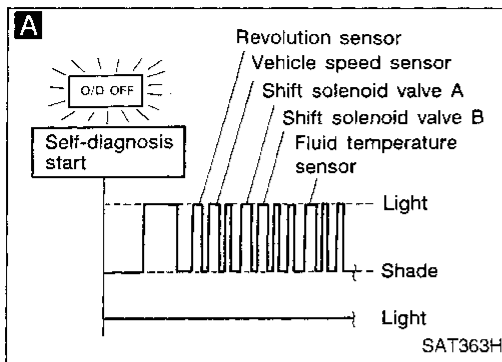 A
Revolution sensor
Vehicle speed sensor
Shift solenoid valve A
Shift solenoid valve B
Fluid temperature
sensor
O/D OFF
Self-diagnosis
start
Light
Shade
Light
SAT363H